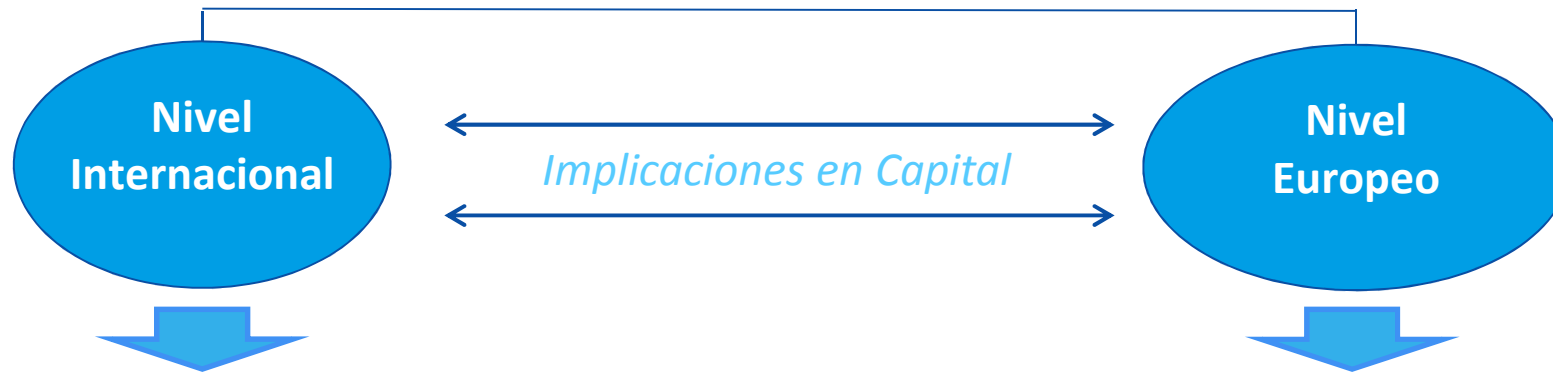 Nivel
Internacional
Implicaciones en Capital
Nivel
Europeo